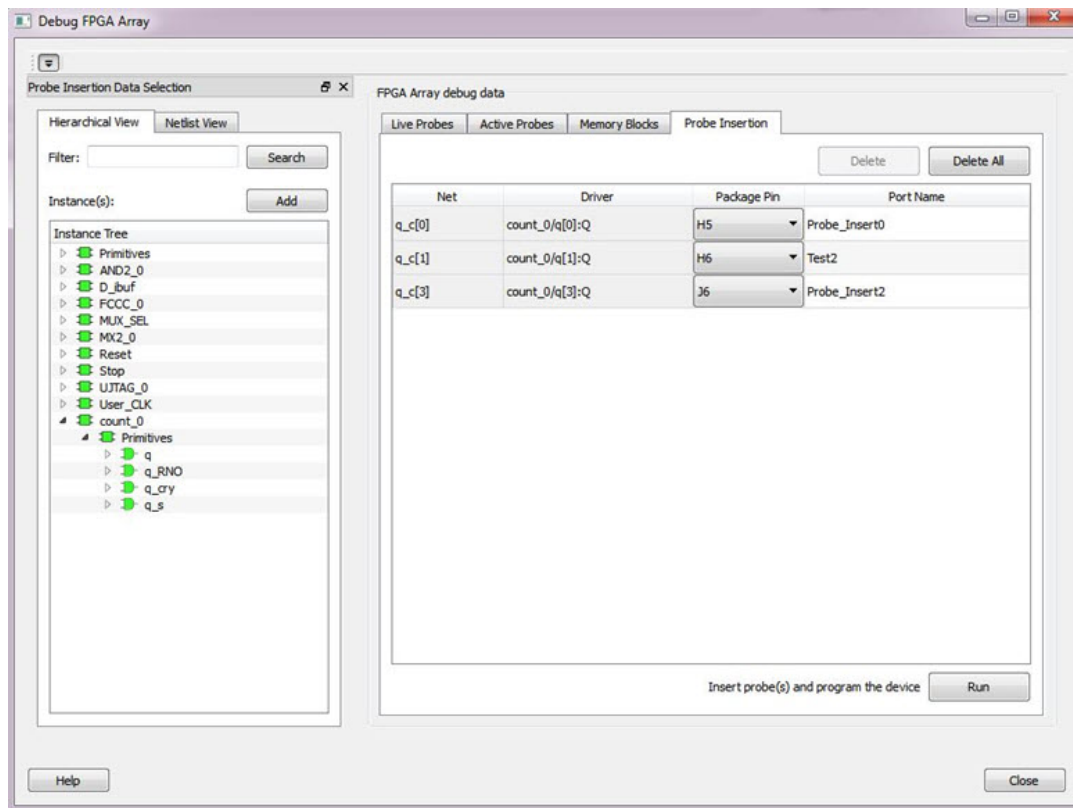 Debug FPGA Array
Probe Insertion Data Selection
Hierarchical View Netlist View
Filter: Search
Instance(s): Add
Instance Tree
Primitives
AND2_0
D_ibuf
FCCC_0
MUX_SEL
MX2_0
Reset
Stop
UJTAG_0
User_CLK
count_0
Primitives
q
q_RNO
q_cry
q_s
FPGA Array debug data
Live Probes Active Probes Memory Blocks Probe Insertion
Delete Delete All
Net Driver Package Pin Port Name
q_c[0] count_0/q[0]:Q H5 Probe_Insert0
q_c[1] count_0/q[1]:Q H6 Test2
q_c[3] count_0/q[3]:Q J6 Probe_Insert2
Insert probe(s) and program the device Run
Help Close